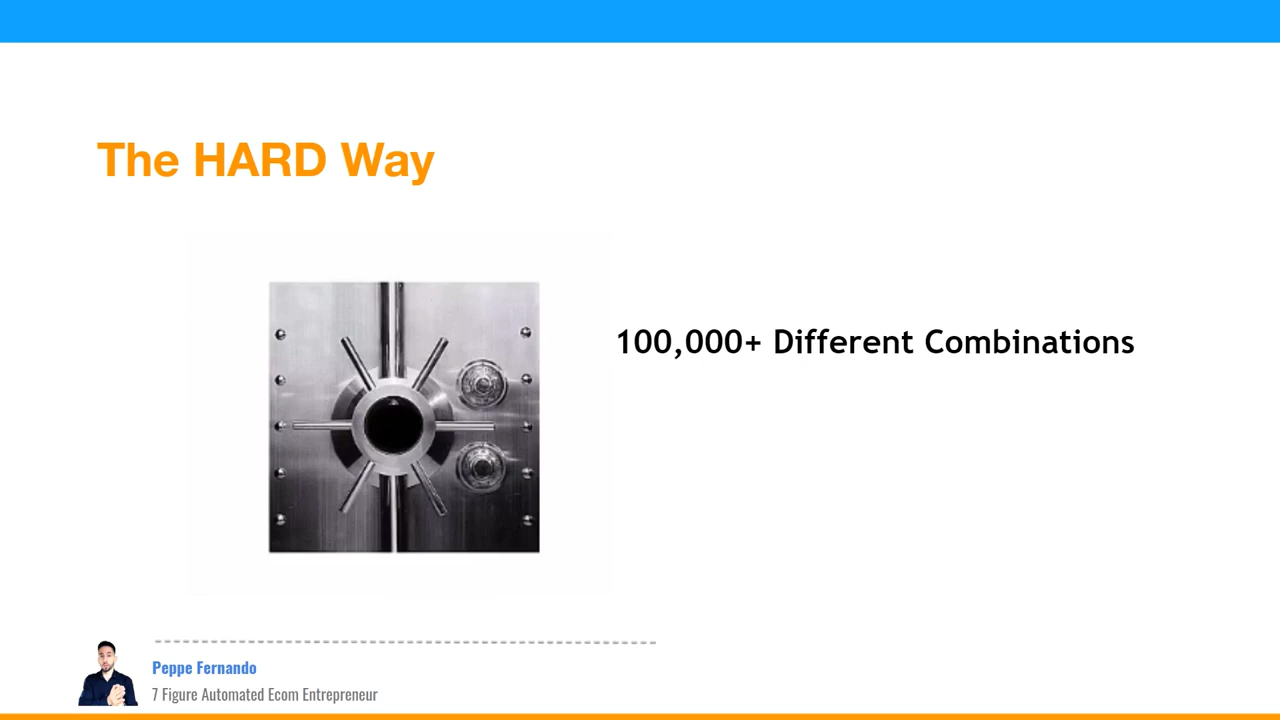 The HARD Way
100,000+ Different Combinations
Peppe Fernando
7 Figure Automated Ecom Entrepreneur